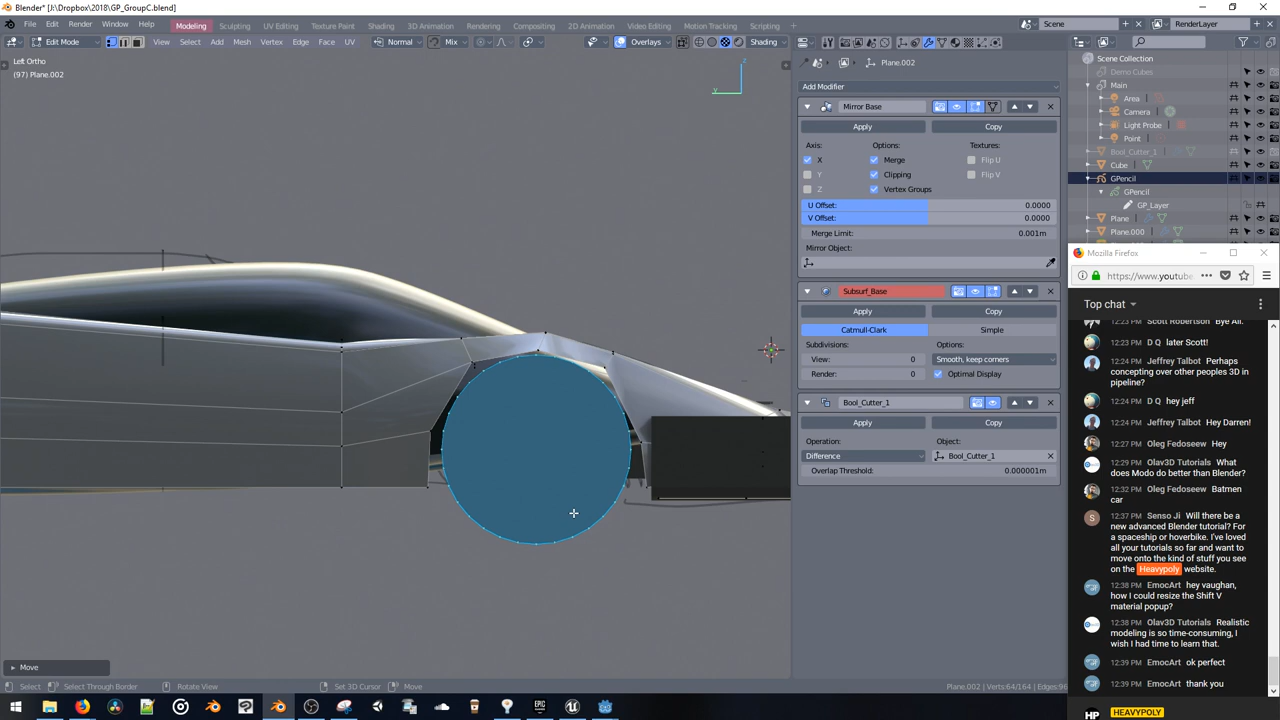 Blender* [J:\Dropbox\2018\GP_GroupC.blend]
File Edit Render Window Help Modeling Sculpting UV Editing Texture Paint Shading 3D Animation Rendering Compositing 2D Animation Video Editing Motion Tracking Scripting Scene RenderLayer
Edit Mode View Select Add Mesh Vertex Edge Face UV Normal Mix Overlays Shading
Left Ortho
(97) Plane.002
z
Y
Move
Select Select Through Border Rotate View Set 3D Cursor Move
Plane.002 | Verts:64/164 | Edges:96
Plane.002
Add Modifier
Mirror Base
Apply Copy
Axis: Options: Textures:
X Merge Flip U
Y Clipping Flip V
Z Vertex Groups
U Offset: 0.0000
V Offset: 0.0000
Merge Limit: 0.001m
Mirror Object:
Subsurf_Base
Apply Copy
Catmull-Clark Simple
Subdivisions: Options:
View: 0 Smooth, keep corners
Render: 0 Optimal Display
Bool_Cutter_1
Apply Copy
Operation: Object:
Difference Bool_Cutter_1
Overlap Threshold: 0.000001m
Scene Collection
Demo Cubes
Main
Area
Camera
Light Probe
Point
Bool_Cutter_1
Cube
GPencil
GPencil
GP_Layer
Plane
Plane.000
Mozilla Firefox
https://www.youtube
Top chat
12:23 PM Scott Robertson Bye All.
12:23 PM D Q later Scott!
12:24 PM Jeffrey Talbot Perhaps
concepting over other peoples 3D in
pipeline?
12:24 PM D Q hey jeff
12:24 PM Jeffrey Talbot Hey Darren!
12:27 PM Oleg Fedoseew Hey
12:29 PM Olav3D Tutorials What
does Modo do better than Blender?
12:32 PM Oleg Fedoseew Batmen
car
12:37 PM Senso Ji Will there be a
new advanced Blender tutorial? For
a spaceship or hoverbike. I've loved
all your tutorials so far and want to
move onto the kind of stuff you see
on the Heavypoly website.
12:38 PM EmocArt hey vaughan,
how I could resize the Shift V
material popup?
12:38 PM Olav3D Tutorials Realistic
modeling is so time-consuming, I
wish I had time to learn that.
12:39 PM EmocArt ok perfect
12:39 PM EmocArt thank you
HP HEAVYPOLY